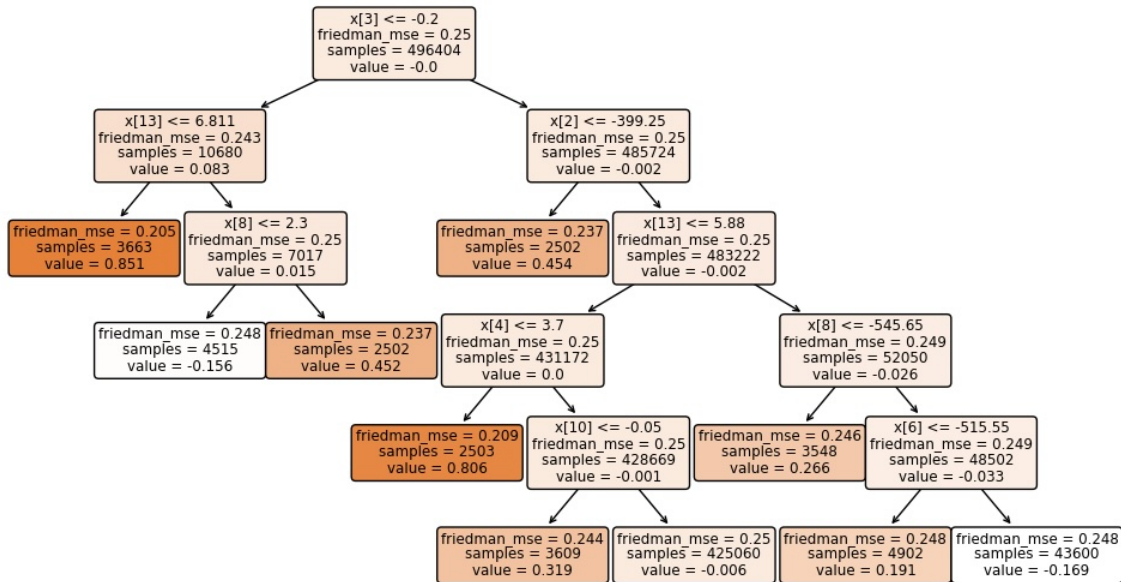 x[3] <= -0.2
friedman_mse = 0.25
samples = 496404
value = -0.0
x[13] <= 6.811
friedman_mse = 0.243
samples = 10680
value = 0.083
x[2] <= -399.25
friedman_mse = 0.25
samples = 485724
value = -0.002
friedman_mse = 0.205
samples = 3663
value = 0.851
x[8] <= 2.3
friedman_mse = 0.25
samples = 7017
value = 0.015
friedman_mse = 0.237
samples = 2502
value = 0.454
x[13] <= 5.88
friedman_mse = 0.25
samples = 483222
value = -0.002
friedman_mse = 0.248
samples = 4515
value = -0.156
friedman_mse = 0.237
samples = 2502
value = 0.452
x[4] <= 3.7
friedman_mse = 0.25
samples = 431172
value = 0.0
x[8] <= -545.65
friedman_mse = 0.249
samples = 52050
value = -0.026
friedman_mse = 0.209
samples = 2503
value = 0.806
x[10] <= -0.05
friedman_mse = 0.25
samples = 428669
value = -0.001
friedman_mse = 0.246
samples = 3548
value = 0.266
x[6] <= -515.55
friedman_mse = 0.249
samples = 48502
value = -0.033
friedman_mse = 0.244
samples = 3609
value = 0.319
friedman_mse = 0.25
samples = 425060
value = -0.006
friedman_mse = 0.248
samples = 4902
value = 0.191
friedman_mse = 0.248
samples = 43600
value = -0.169